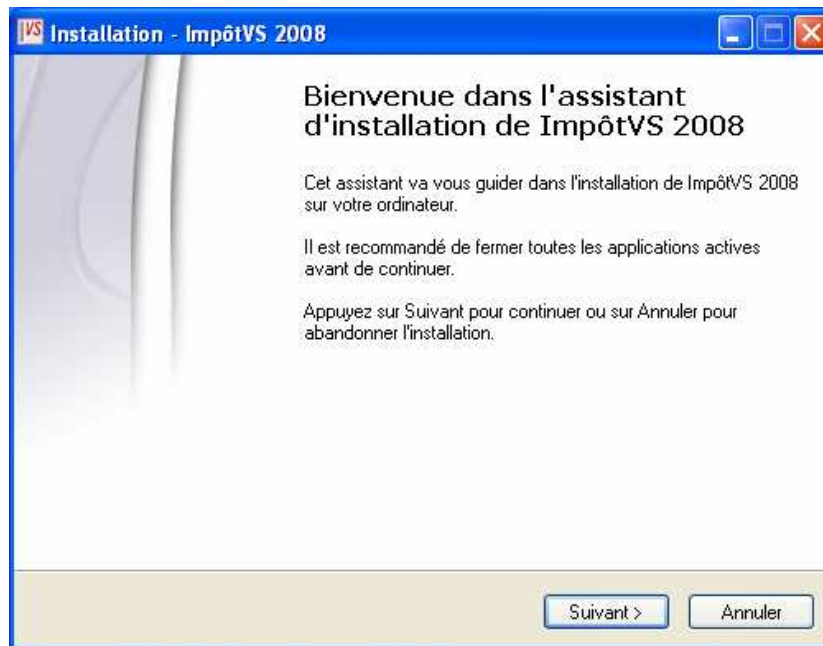 VS Installation - ImpôtVS 2008
Bienvenue dans l'assistant
d'installation de ImpôtVS 2008
Cet assistant va vous guider dans l'installation de ImpôtVS 2008
sur votre ordinateur.
Il est recommandé de fermer toutes les applications actives
avant de continuer.
Appuyez sur Suivant pour continuer ou sur Annuler pour
abandonner l'installation.
Suivant > Annuler